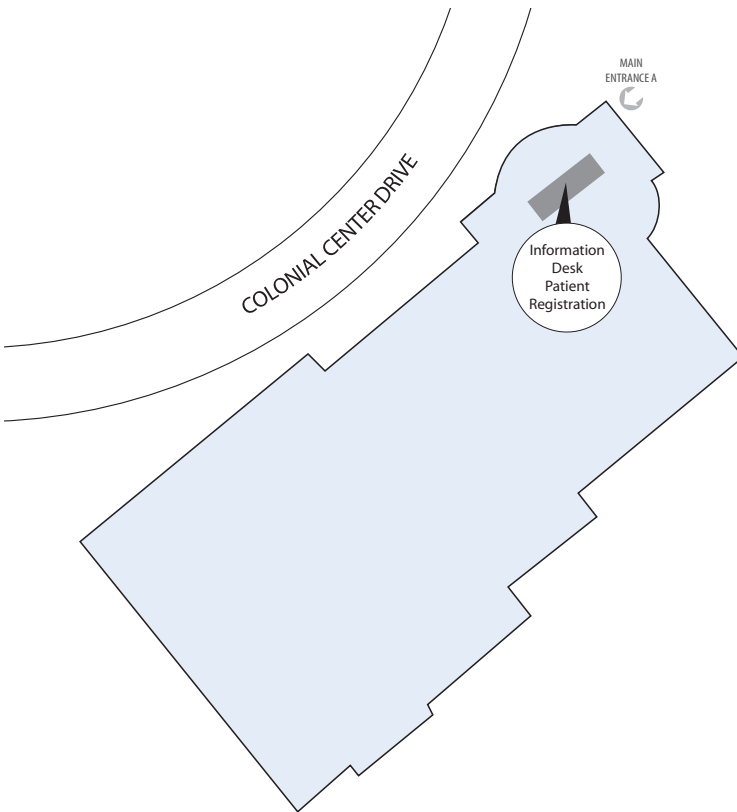 MAIN
ENTRANCE A
COLONIAL CENTER DRIVE
Information
Desk
Patient
Registration